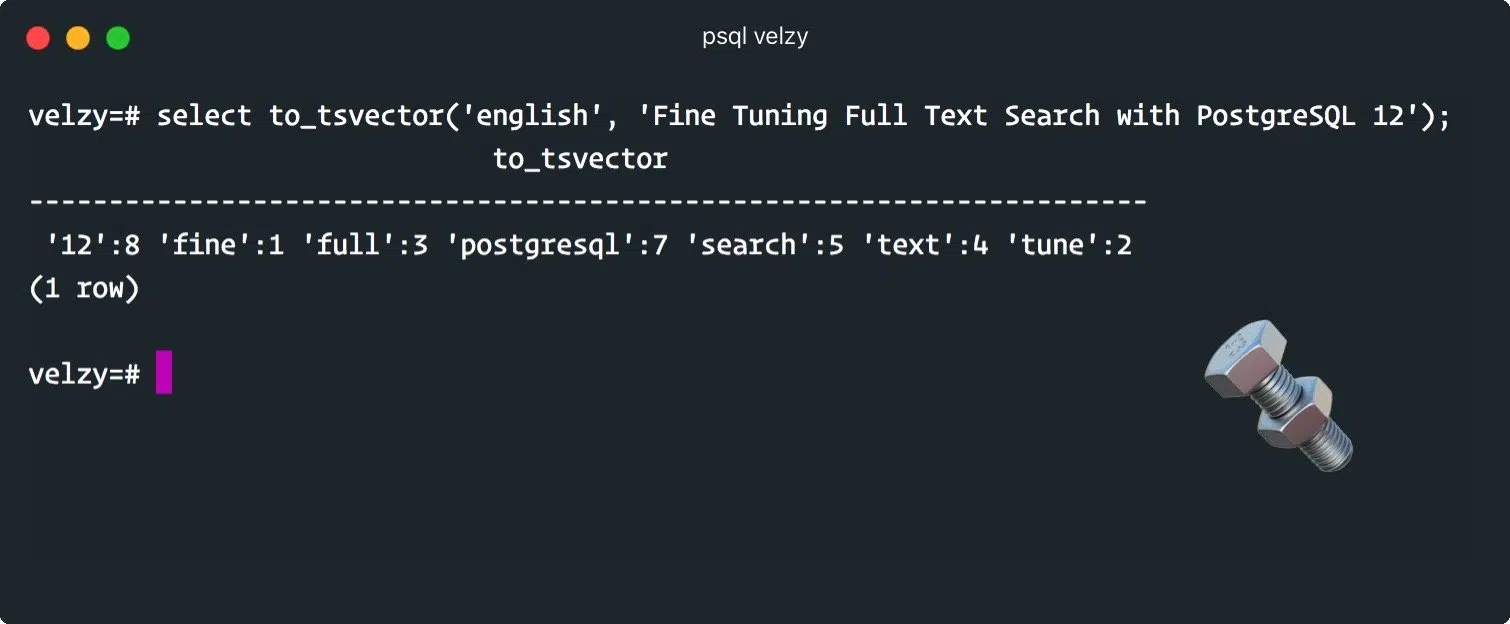 psql velzy
velzy=# select to_tsvector('english', 'Fine Tuning Full Text Search with PostgreSQL 12');
to_tsvector
----------------------------------------------------------------------
'12':8 'fine':1 'full':3 'postgresql':7 'search':5 'text':4 'tune':2
(1 row)
velzy=#